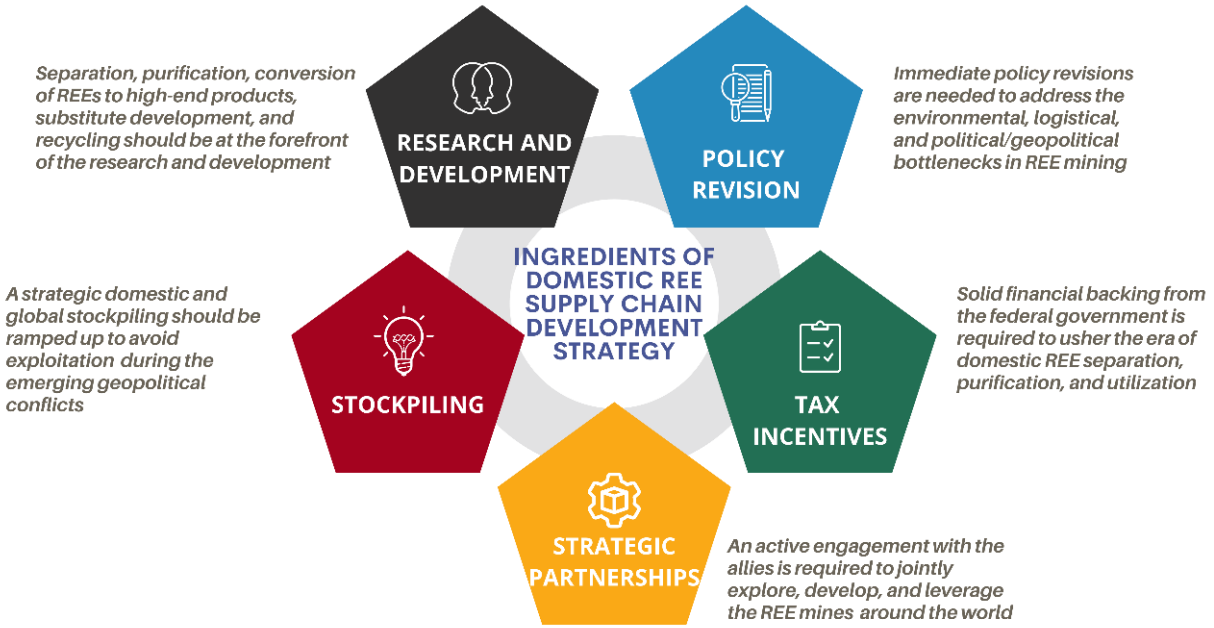 Separation, purification, conversion
of REEs to high-end products,
substitute development, and
recycling should be at the forefront
of the research and development
RESEARCH AND
DEVELOPMENT
POLICY
REVISION
Immediate policy revisions
are needed to address the
environmental, logistical,
and political/geopolitical
bottlenecks in REE mining
INGREDIENTS OF
DOMESTIC REE
SUPPLY CHAIN
DEVELOPMENT
STRATEGY
A strategic domestic and
global stockpiling should be
ramped up to avoid
exploitation during the
emerging geopolitical
conflicts
STOCKPILING
TAX
INCENTIVES
Solid financial backing from
the federal government is
required to usher the era of
domestic REE separation,
purification, and utilization
STRATEGIC
PARTNERSHIPS
An active engagement with the
allies is required to jointly
explore, develop, and leverage
the REE mines around the world